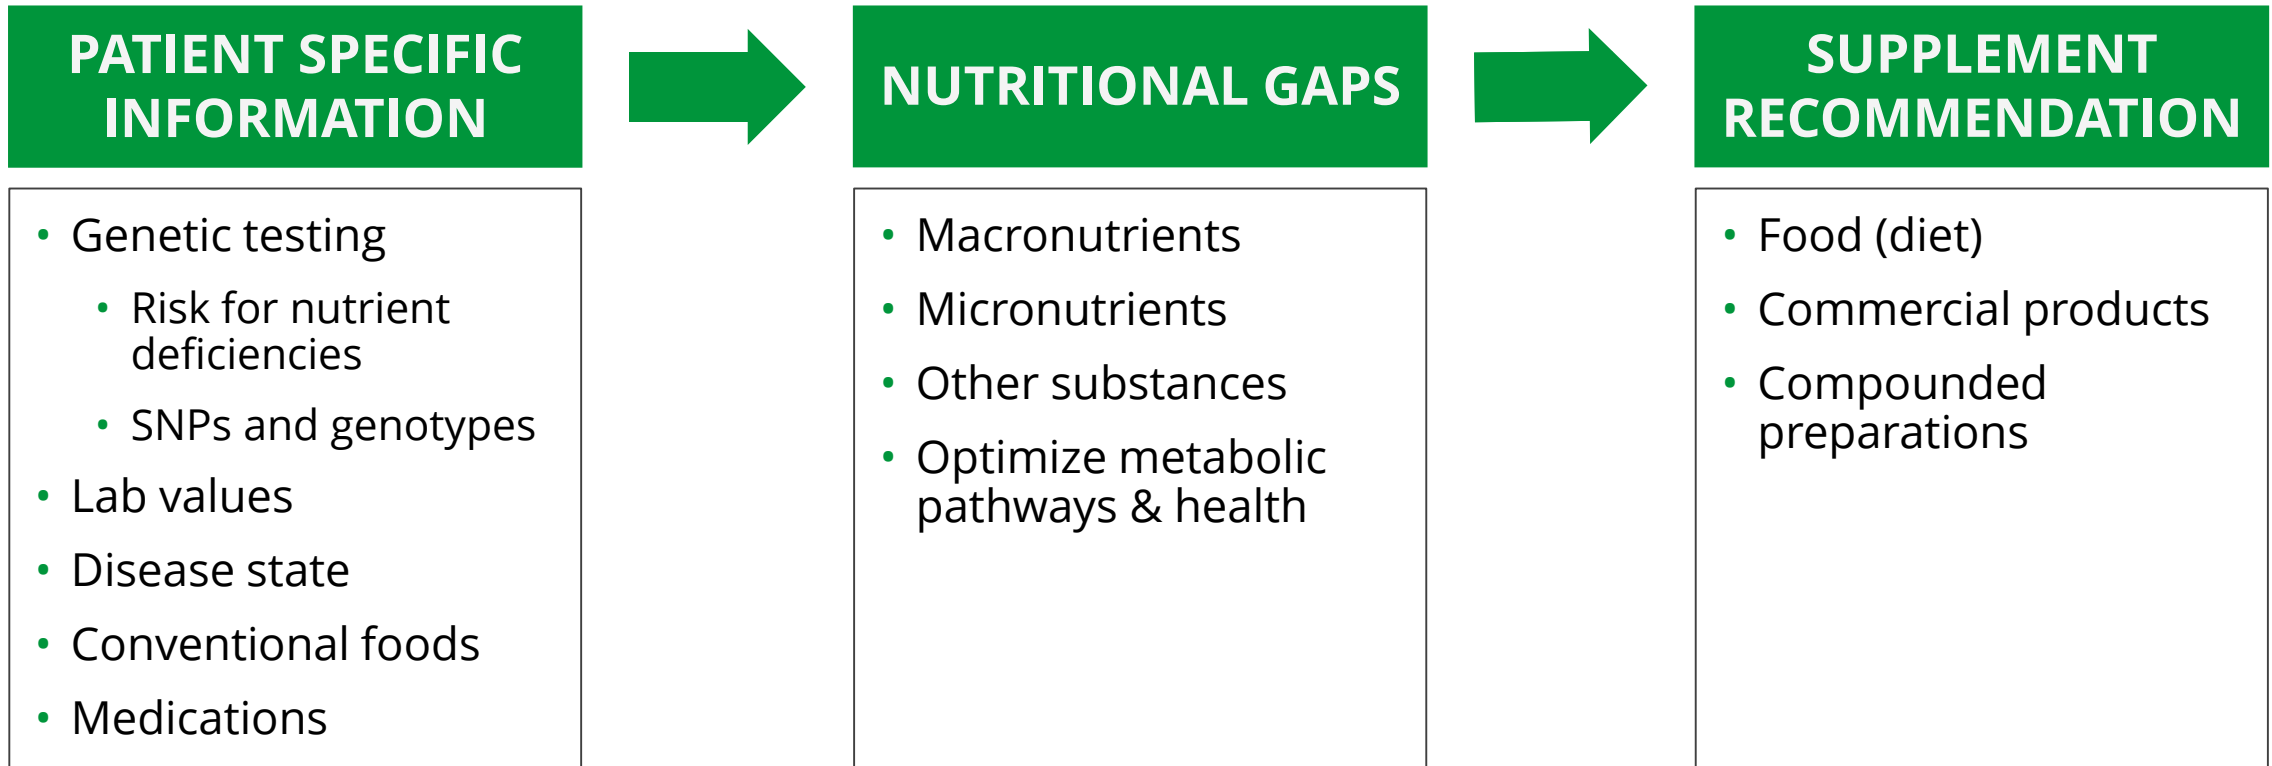 PATIENT SPECIFIC
INFORMATION
• Genetic testing
• Risk for nutrient
deficiencies
• SNPs and genotypes
• Lab values
• Disease state
• Conventional foods
• Medications
NUTRITIONAL GAPS
• Macronutrients
• Micronutrients
• Other substances
• Optimize metabolic
pathways & health
SUPPLEMENT
RECOMMENDATION
• Food (diet)
• Commercial products
• Compounded
preparations